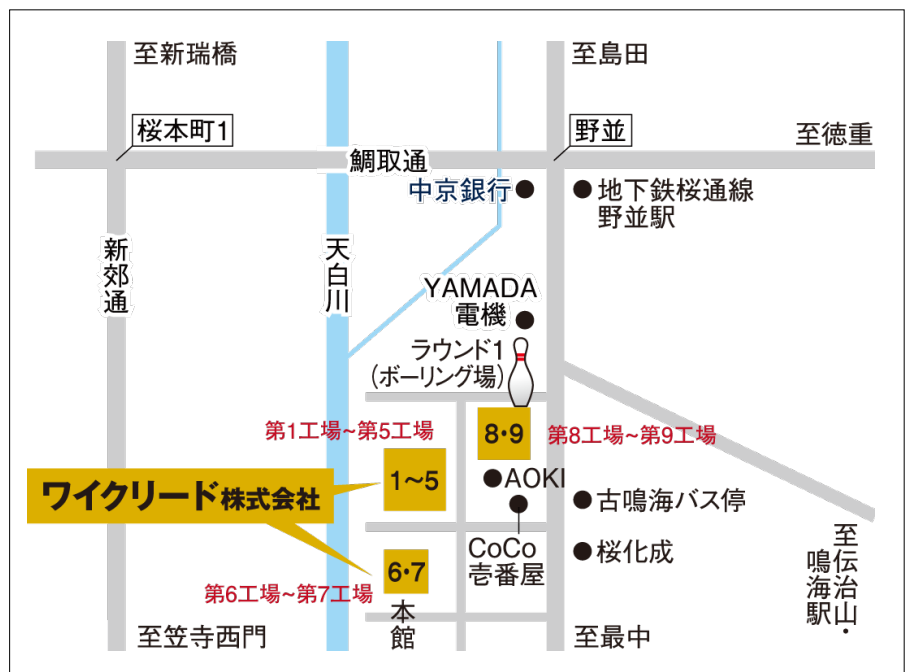 至新瑞橋
至島田
桜本町1
野並
至徳重
鯛取通
中京銀行
地下鉄桜通線
野並駅
新郊通
天白川
YAMADA
電機
ラウンド1
(ボーリング場)
第1工場~第5工場
8・9
第8工場~第9工場
1~5
AOKI
ワイクリード株式会社
古鳴海バス停
CoCo
壱番屋
桜化成
6・7
第6工場~第7工場
本館
至伝治山・
鳴海駅
至笠寺西門
至最中